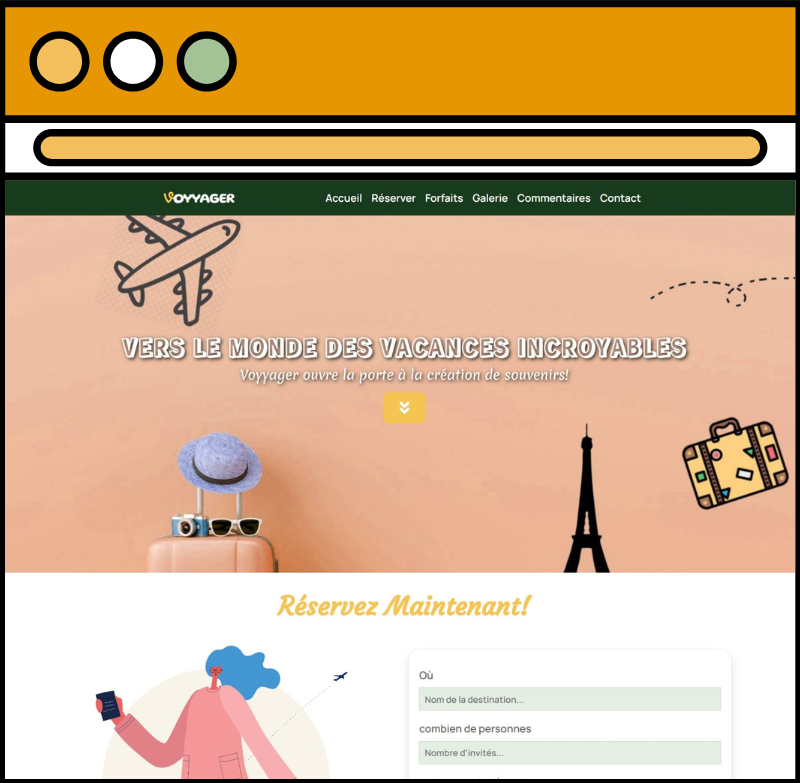 VOYYAGER
Accueil Réserver Forfaits Galerie Commentaires Contact
VERS LE MONDE DES VACANCES INCROYABLES
Voyyager ouvre la porte à la création de souvenirs!
Réservez Maintenant!
Où
Nom de la destination...
combien de personnes
Nombre d'invités...